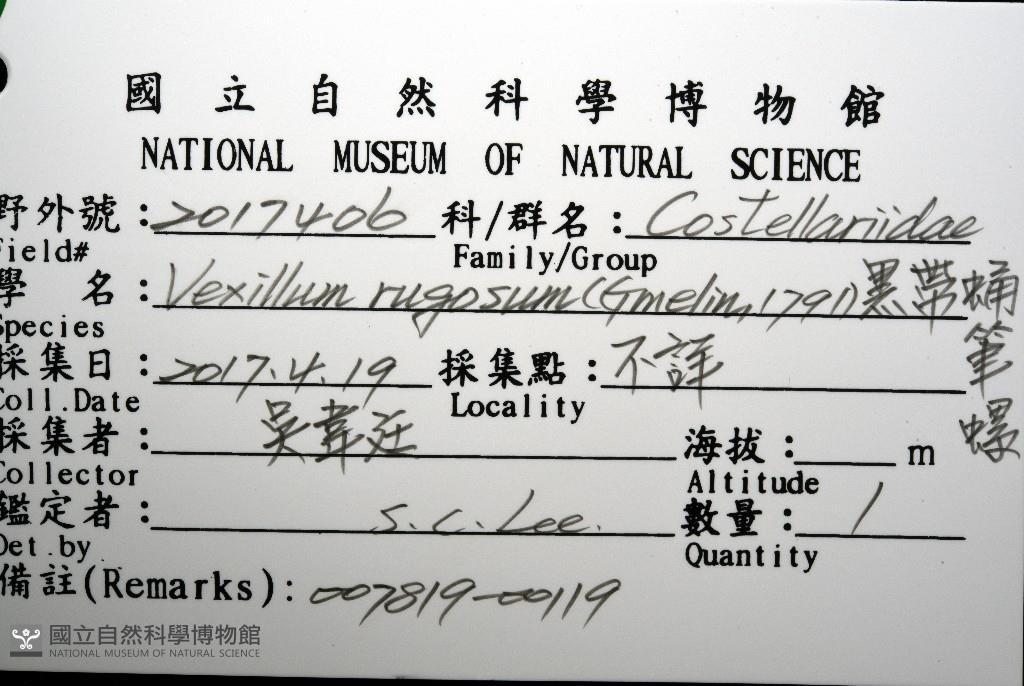 國立自然科學博物館
NATIONAL MUSEUM OF NATURAL SCIENCE
野外號：2017406 科/群名：Costellariidae
Field# Family/Group
學名：Vexillum rugosum (Gmelin, 1791) 黑帶蛹筆螺
Species
採集日：2017.4.19 採集點：不詳
Coll.Date Locality
採集者：吳韋廷 海拔： m
Collector Altitude
鑑定者：S.C.Lee. 數量：1
Det.by Quantity
備註(Remarks)：007819-00119
國立自然科學博物館
NATIONAL MUSEUM OF NATURAL SCIENCE